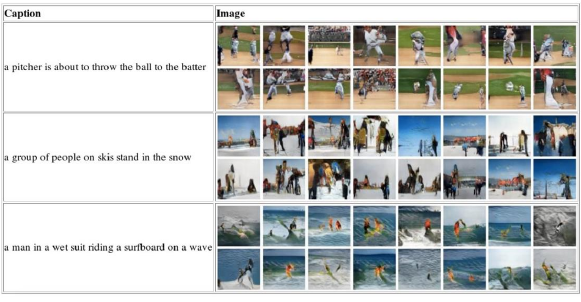 Caption
Image
a pitcher is about to throw the ball to the batter
a group of people on skis stand in the snow
a man in a wet suit riding a surfboard on a wave